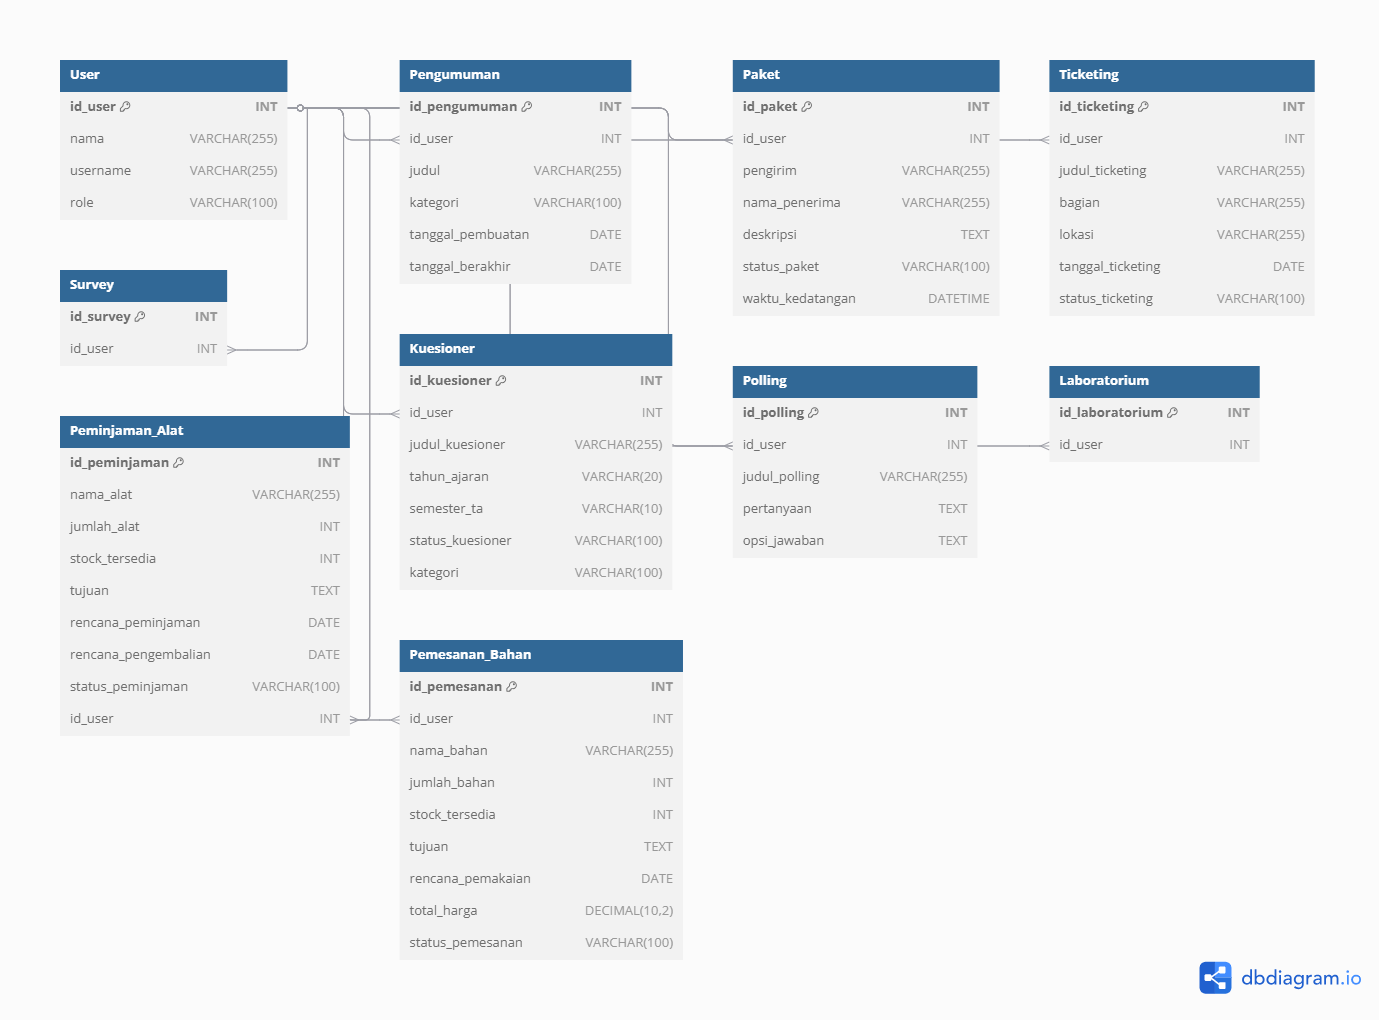 User
id_user INT
nama VARCHAR(255)
username VARCHAR(255)
role VARCHAR(100)
Survey
id_survey INT
id_user INT
Peminjaman_Alat
id_peminjaman INT
nama_alat VARCHAR(255)
jumlah_alat INT
stock_tersedia INT
tujuan TEXT
rencana_peminjaman DATE
rencana_pengembalian DATE
status_peminjaman VARCHAR(100)
id_user INT
Pengumuman
id_pengumuman INT
id_user INT
judul VARCHAR(255)
kategori VARCHAR(100)
tanggal_pembuatan DATE
tanggal_berakhir DATE
Kuesioner
id_kuesioner INT
id_user INT
judul_kuesioner VARCHAR(255)
tahun_ajaran VARCHAR(20)
semester_ta VARCHAR(10)
status_kuesioner VARCHAR(100)
kategori VARCHAR(100)
Pemesanan_Bahan
id_pemesanan INT
id_user INT
nama_bahan VARCHAR(255)
jumlah_bahan INT
stock_tersedia INT
tujuan TEXT
rencana_pemakaian DATE
total_harga DECIMAL(10,2)
status_pemesanan VARCHAR(100)
Paket
id_paket INT
id_user INT
pengirim VARCHAR(255)
nama_penerima VARCHAR(255)
deskripsi TEXT
status_paket VARCHAR(100)
waktu_kedatangan DATETIME
Polling
id_polling INT
id_user INT
judul_polling VARCHAR(255)
pertanyaan TEXT
opsi_jawaban TEXT
Ticketing
id_ticketing INT
id_user INT
judul_ticketing VARCHAR(255)
bagian VARCHAR(255)
lokasi VARCHAR(255)
tanggal_ticketing DATE
status_ticketing VARCHAR(100)
Laboratorium
id_laboratorium INT
id_user INT
dbdiagram.io